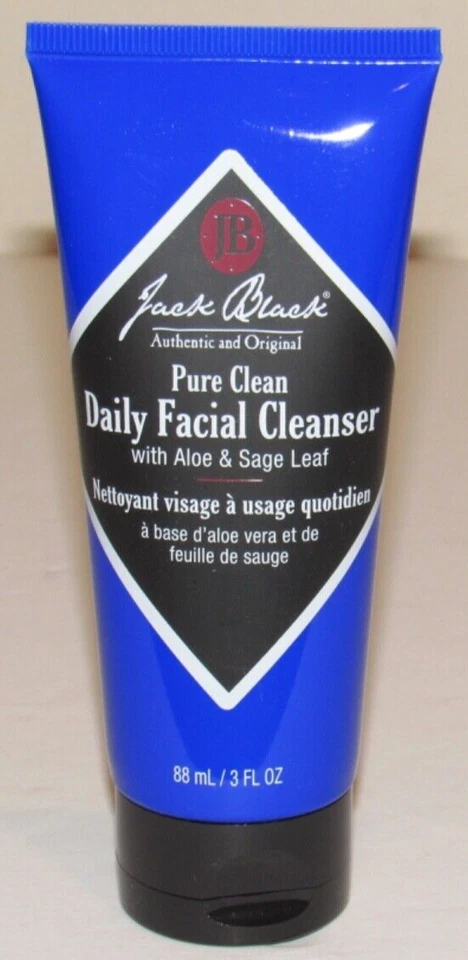 JB
Jack Black®
Authentic and Original
Pure Clean
Daily Facial Cleanser
with Aloe & Sage Leaf
Nettoyant visage à usage quotidien
à base d'aloe vera et de
feuille de sauge
88 mL / 3 FL OZ